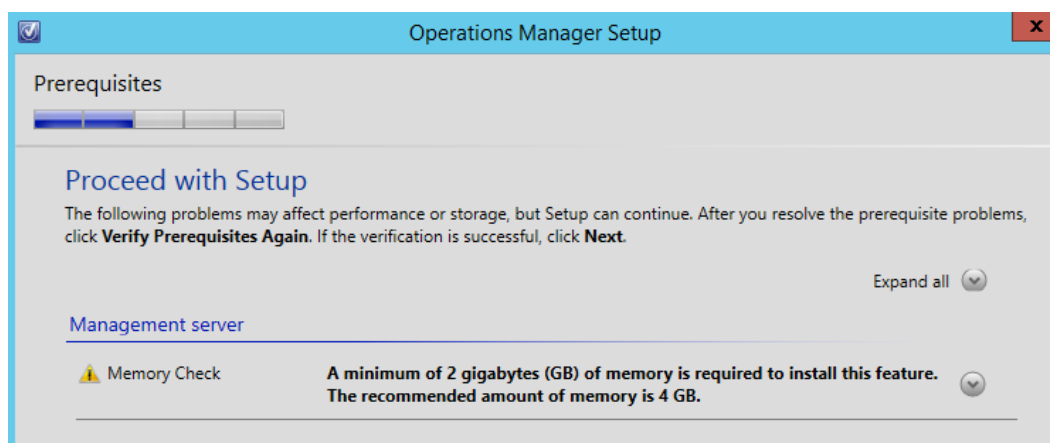 Operations Manager Setup
x
Prerequisites
Proceed with Setup
The following problems may affect performance or storage, but Setup can continue. After you resolve the prerequisite problems,
click Verify Prerequisites Again. If the verification is successful, click Next.
Expand all
Management server
Memory Check
A minimum of 2 gigabytes (GB) of memory is required to install this feature.
The recommended amount of memory is 4 GB.